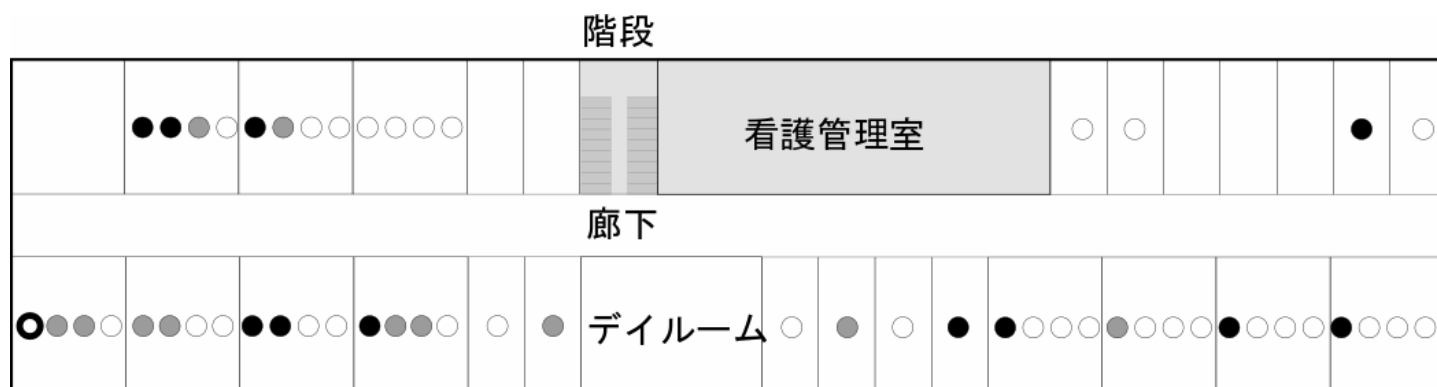 階段
看護管理室
廊下
デイルーム